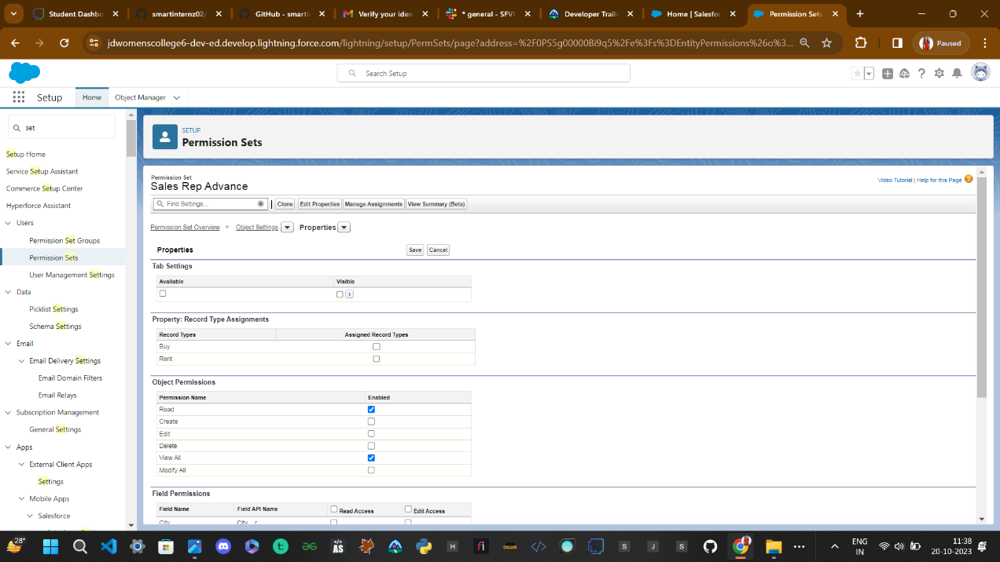 Student Dashbo
smartinternz02/
GitHub - smarti
Verify your iden
* general - SFVI
Developer Trailr
Home | Salesfor
Permission Sets
jdwomenscollege6-dev-ed.develop.lightning.force.com/lightning/setup/PermSets/page?address=%2F0PS5g00000Bi9q5%2Fe%3Fs%3DEntityPermissions%26o%3...
Paused
Search Setup
Setup
Home
Object Manager
set
Setup Home
Service Setup Assistant
Commerce Setup Center
Hyperforce Assistant
Users
Permission Set Groups
Permission Sets
User Management Settings
Data
Picklist Settings
Schema Settings
Email
Email Delivery Settings
Email Domain Filters
Email Relays
Subscription Management
General Settings
Apps
External Client Apps
Settings
Mobile Apps
Salesforce
SETUP
Permission Sets
Permission Set
Sales Rep Advance
Video Tutorial | Help for this Page
Find Settings...
Clone
Edit Properties
Manage Assignments
View Summary (Beta)
Permission Set Overview > Object Settings Properties
Properties
Save
Cancel
Tab Settings
Available Visible
Property: Record Type Assignments
Record Types Assigned Record Types
Buy
Rent
Object Permissions
Permission Name Enabled
Read
Create
Edit
Delete
View All
Modify All
Field Permissions
Field Name Field API Name Read Access Edit Access
City City__c
28°
ENG
IN
11:38
20-10-2023